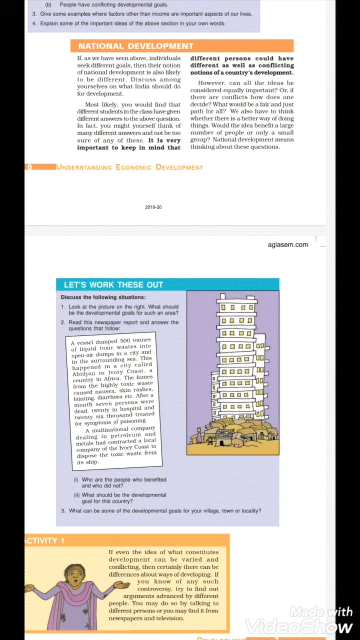 (b) People have conflicting developmental goals.
3. Give some examples where factors other than income are important aspects of our lives.
4. Explain some of the important ideas of the above section in your own words.
NATIONAL DEVELOPMENT
If, as we have seen above, individuals
seek different goals, then their notion
of national development is also likely
to be different. Discuss among
yourselves on what India should do
for development.
Most likely, you would find that
different students in the class have given
different answers to the above question.
In fact, you might yourself think of
many different answers and not be too
sure of any of these. It is very
important to keep in mind that
different persons could have
different as well as conflicting
notions of a country's development.
However, can all the ideas be
considered equally important? Or, if
there are conflicts how does one
decide? What would be a fair and just
path for all? We also have to think
whether there is a better way of doing
things. Would the idea benefit a large
number of people or only a small
group? National development means
thinking about these questions.
UNDERSTANDING ECONOMIC DEVELOPMENT
2019-20
aglasem.com
LET'S WORK THESE OUT
Discuss the following situations:
1. Look at the picture on the right. What should
be the developmental goals for such an area?
2. Read this newspaper report and answer the
questions that follow:
A vessel dumped 500 tonnes
of liquid toxic wastes into
open-air dumps in a city and
in the surrounding sea. This
happened in a city called
Abidjan in Ivory Coast, a
country in Africa. The fumes
from the highly toxic waste
caused nausea, skin rashes,
fainting, diarrhoea etc. After a
month seven persons were
dead, twenty in hospital and
twenty six thousand treated
for symptoms of poisoning.
A multinational company
dealing in petroleum and
metals had contracted a local
company of the Ivory Coast to
dispose the toxic waste from
its ship.
(i) Who are the people who benefited
and who did not?
(ii) What should be the developmental
goal for this country?
3. What can be some of the developmental goals for your village, town or locality?
ACTIVITY 1
If even the idea of what constitutes
development can be varied and
conflicting, then certainly there can be
differences about ways of developing. If
you know of any such
controversy, try to find out
arguments advanced by different
people. You may do so by talking to
different persons or you may find it from
newspapers and television.
Made with
VideoShow